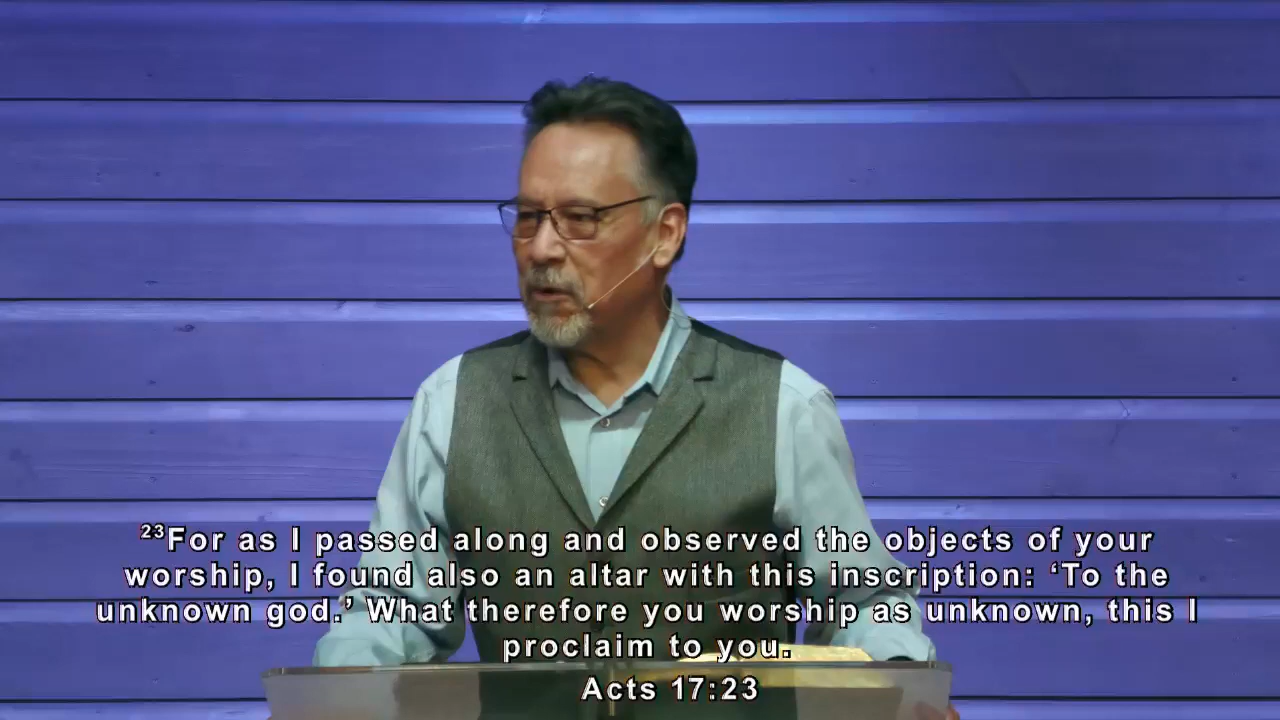 ²³For as I passed along and observed the objects of your
worship, I found also an altar with this inscription: ‘To the
unknown god.’ What therefore you worship as unknown, this I
proclaim to you.
Acts 17:23